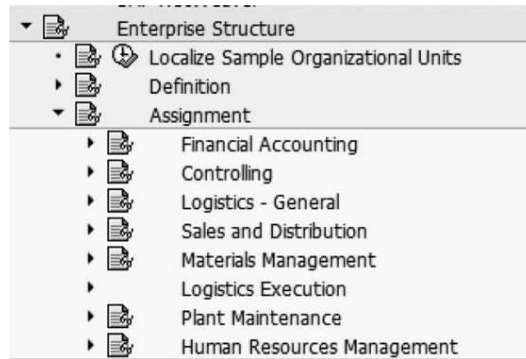 Enterprise Structure
Localize Sample Organizational Units
Definition
Assignment
Financial Accounting
Controlling
Logistics - General
Sales and Distribution
Materials Management
Logistics Execution
Plant Maintenance
Human Resources Management